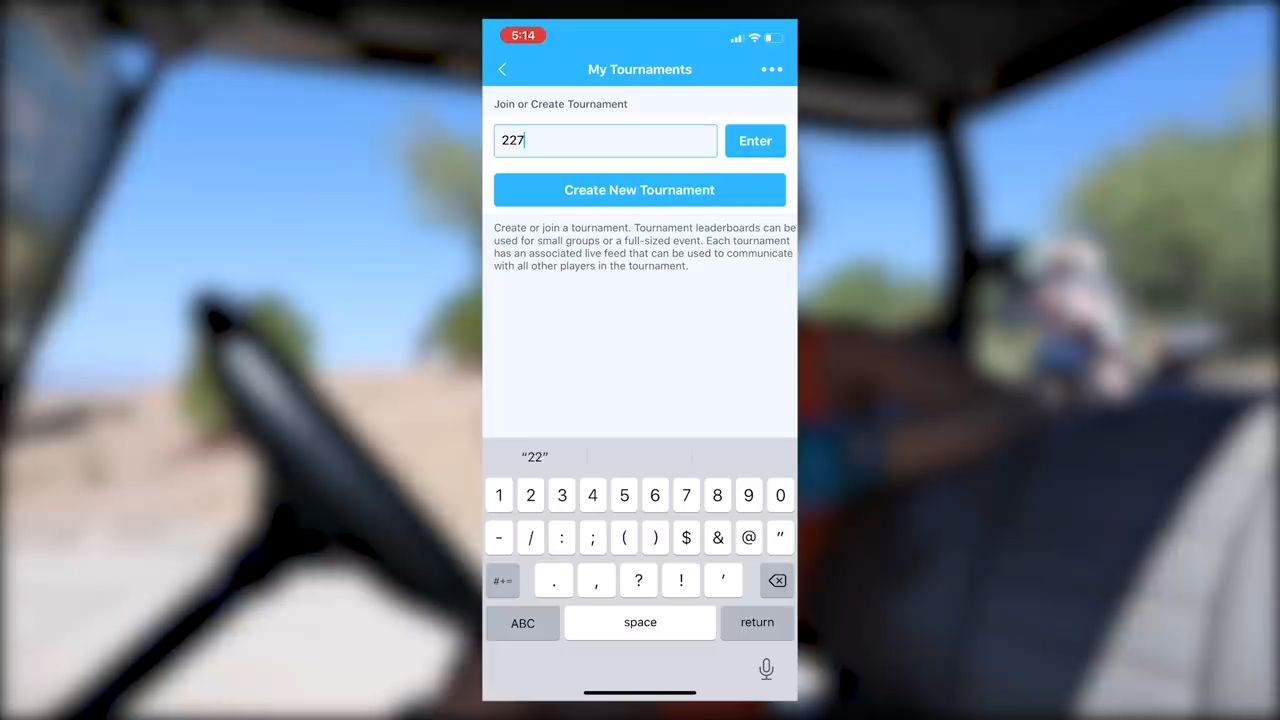 5:14
My Tournaments
Join or Create Tournament
227
Enter
Create New Tournament
Create or join a tournament. Tournament leaderboards can be
used for small groups or a full-sized event. Each tournament
has an associated live feed that can be used to communicate
with all other players in the tournament.
“22”
1 2 3 4 5 6 7 8 9 0
- / : ; ( ) $ & @ "
#+= . , ? ! '
ABC space return